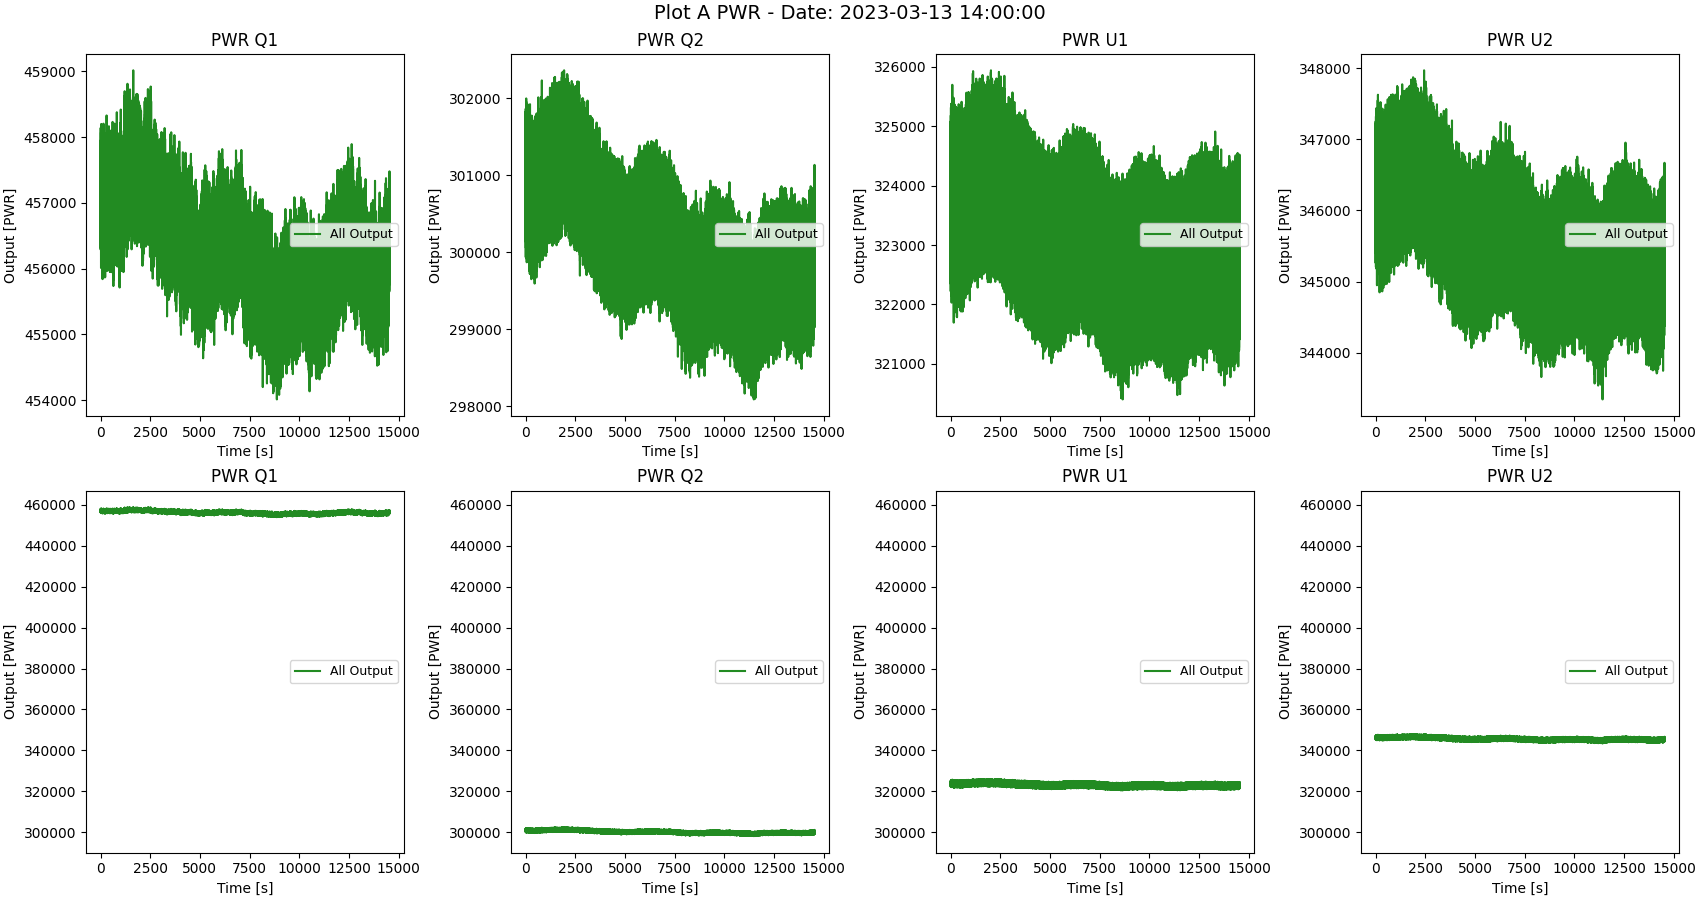 Plot A PWR - Date: 2023-03-13 14:00:00
PWR Q1
Output [PWR]
459000
458000
457000
456000
455000
454000
All Output
0 2500 5000 7500 10000 12500 15000
Time [s]
PWR Q2
Output [PWR]
302000
301000
300000
299000
298000
All Output
0 2500 5000 7500 10000 12500 15000
Time [s]
PWR U1
Output [PWR]
326000
325000
324000
323000
322000
321000
All Output
0 2500 5000 7500 10000 12500 15000
Time [s]
PWR U2
Output [PWR]
348000
347000
346000
345000
344000
All Output
0 2500 5000 7500 10000 12500 15000
Time [s]
PWR Q1
Output [PWR]
460000
440000
420000
400000
380000
360000
340000
320000
300000
All Output
0 2500 5000 7500 10000 12500 15000
Time [s]
PWR Q2
Output [PWR]
460000
440000
420000
400000
380000
360000
340000
320000
300000
All Output
0 2500 5000 7500 10000 12500 15000
Time [s]
PWR U1
Output [PWR]
460000
440000
420000
400000
380000
360000
340000
320000
300000
All Output
0 2500 5000 7500 10000 12500 15000
Time [s]
PWR U2
Output [PWR]
460000
440000
420000
400000
380000
360000
340000
320000
300000
All Output
0 2500 5000 7500 10000 12500 15000
Time [s]